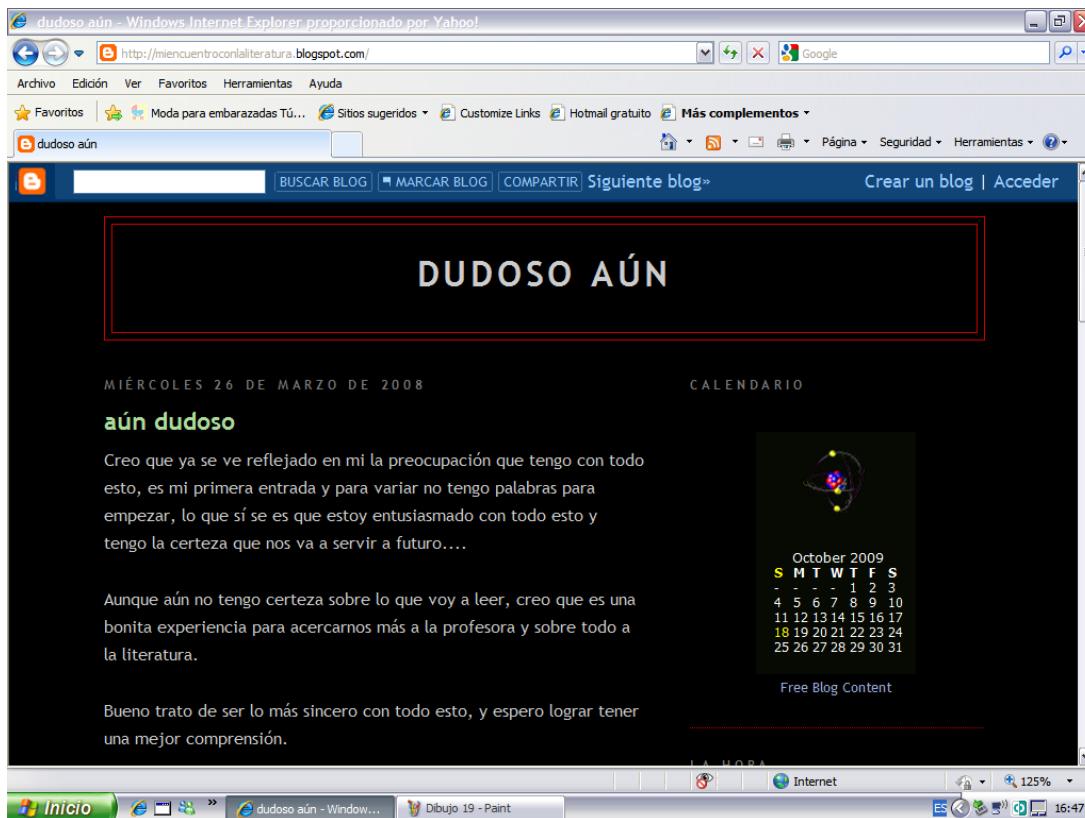 dudoso aún - Windows Internet Explorer proporcionado por Yahoo!
http://miencuentroconlaliteratura.blogspot.com/
Google
Archivo Edición Ver Favoritos Herramientas Ayuda
Favoritos Moda para embarazadas Tú... Sitios sugeridos Customize Links Hotmail gratuito Más complementos
dudoso aún Página Seguridad Herramientas
BUSCAR BLOG MARCAR BLOG COMPARTIR Siguiente blog» Crear un blog | Acceder
DUDOSO AÚN
MIÉRCOLES 26 DE MARZO DE 2008
aún dudoso
Creo que ya se ve reflejado en mi la preocupación que tengo con todo
esto, es mi primera entrada y para variar no tengo palabras para
empezar, lo que sí se es que estoy entusiasmado con todo esto y
tengo la certeza que nos va a servir a futuro....
Aunque aún no tengo certeza sobre lo que voy a leer, creo que es una
bonita experiencia para acercarnos más a la profesora y sobre todo a
la literatura.
Bueno trato de ser lo más sincero con todo esto, y espero lograr tener
una mejor comprensión.
CALENDARIO
October 2009
S M T W T F S
- - - - 1 2 3
4 5 6 7 8 9 10
11 12 13 14 15 16 17
18 19 20 21 22 23 24
25 26 27 28 29 30 31
Free Blog Content
LA HORA
Internet 125%
Inicio » dudoso aún - Window... Dibujo 19 - Paint ES 16:47